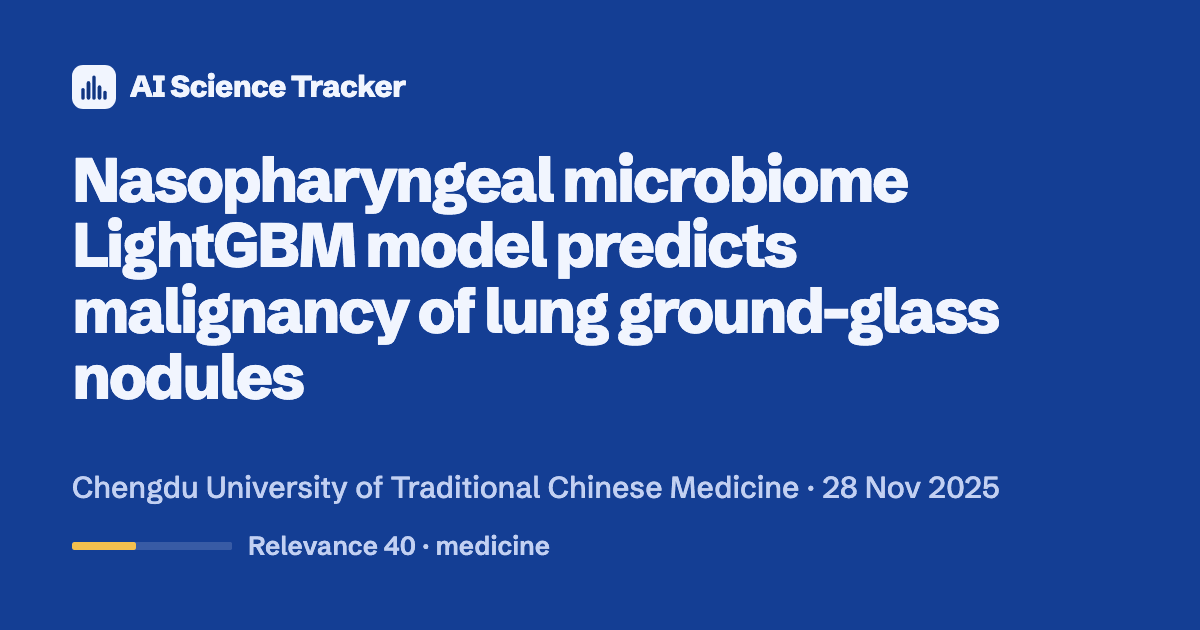 AI Science Tracker
Nasopharyngeal microbiome
LightGBM model predicts
malignancy of lung ground-glass
nodules
Chengdu University of Traditional Chinese Medicine · 28 Nov 2025
Relevance 40 · medicine